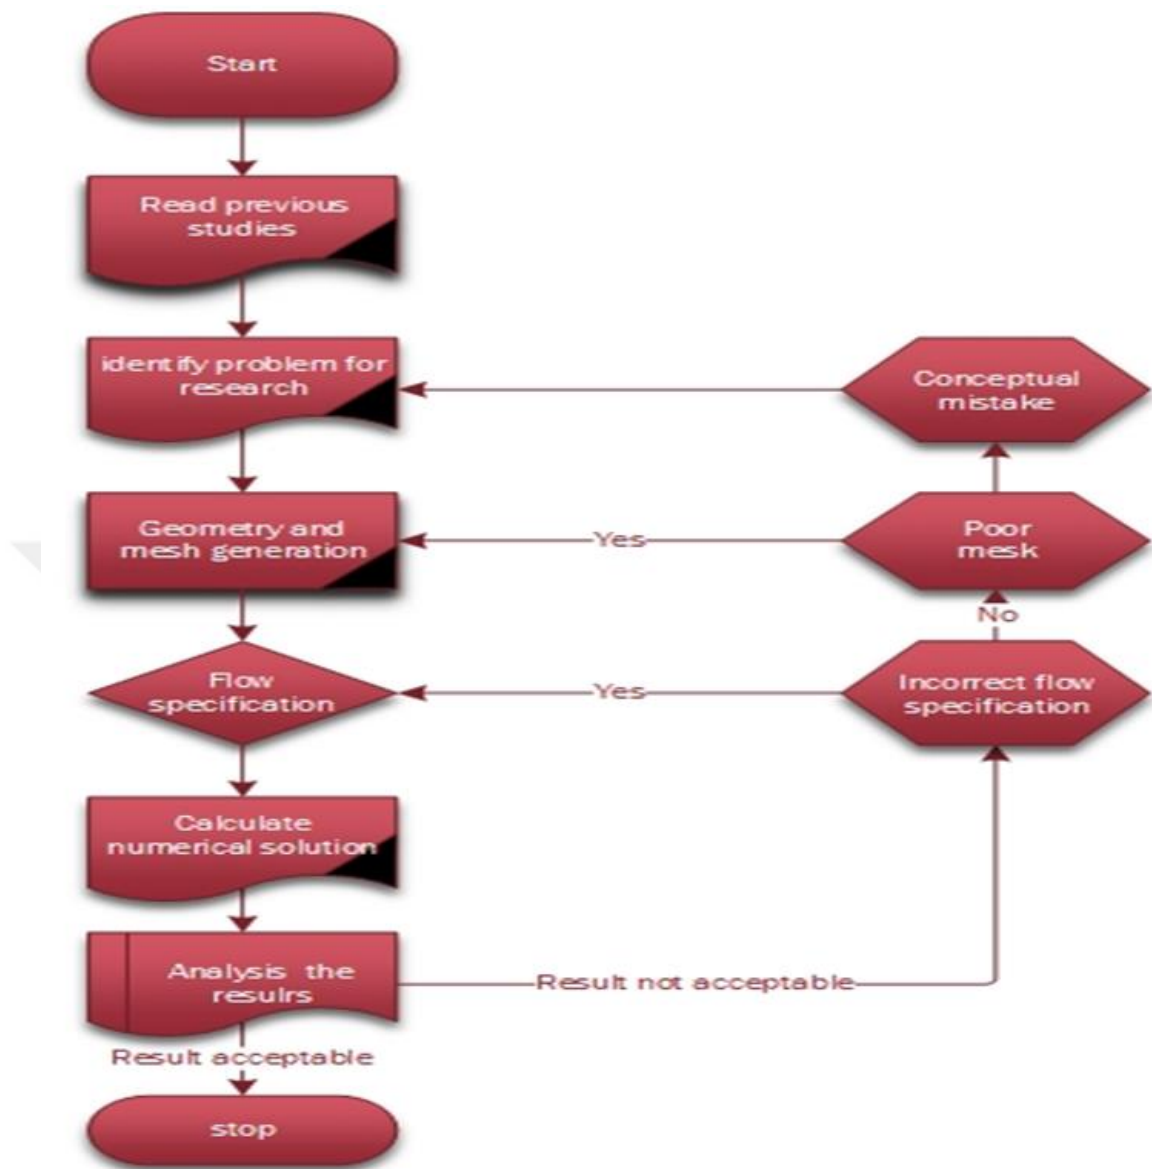 Start
Read previous
studies
identify problem for
research
Conceptual
mistake
Geometry and
mesh generation
Yes
Poor
mesk
No
Flow
specification
Yes
Incorrect flow
specification
Calculate
numerical solution
Analysis the
resulrs
Result not acceptable
Result acceptable
stop